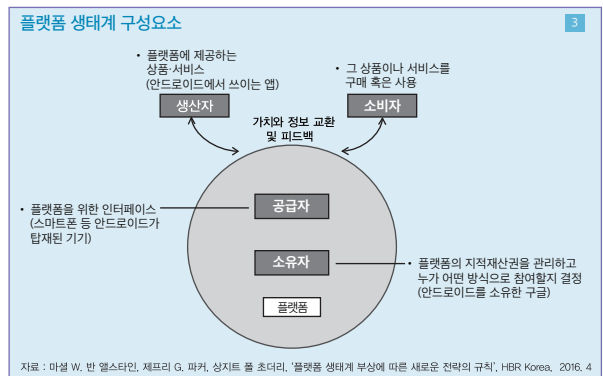 플랫폼 생태계 구성요소
3
• 플랫폼에 제공하는
상품·서비스
(안드로이드에서 쓰이는 앱)
• 그 상품이나 서비스를
구매 혹은 사용
생산자
소비자
가치와 정보 교환
및 피드백
공급자
• 플랫폼을 위한 인터페이스
(스마트폰 등 안드로이드가
탑재된 기기)
소유자
• 플랫폼의 지적재산권을 관리하고
누가 어떤 방식으로 참여할지 결정
(안드로이드를 소유한 구글)
플랫폼
자료 : 마셜 W. 반 앨스타인, 제프리 G. 파커, 상지트 폴 초더리, '플랫폼 생태계 부상에 따른 새로운 전략의 규칙', HBR Korea, 2016. 4